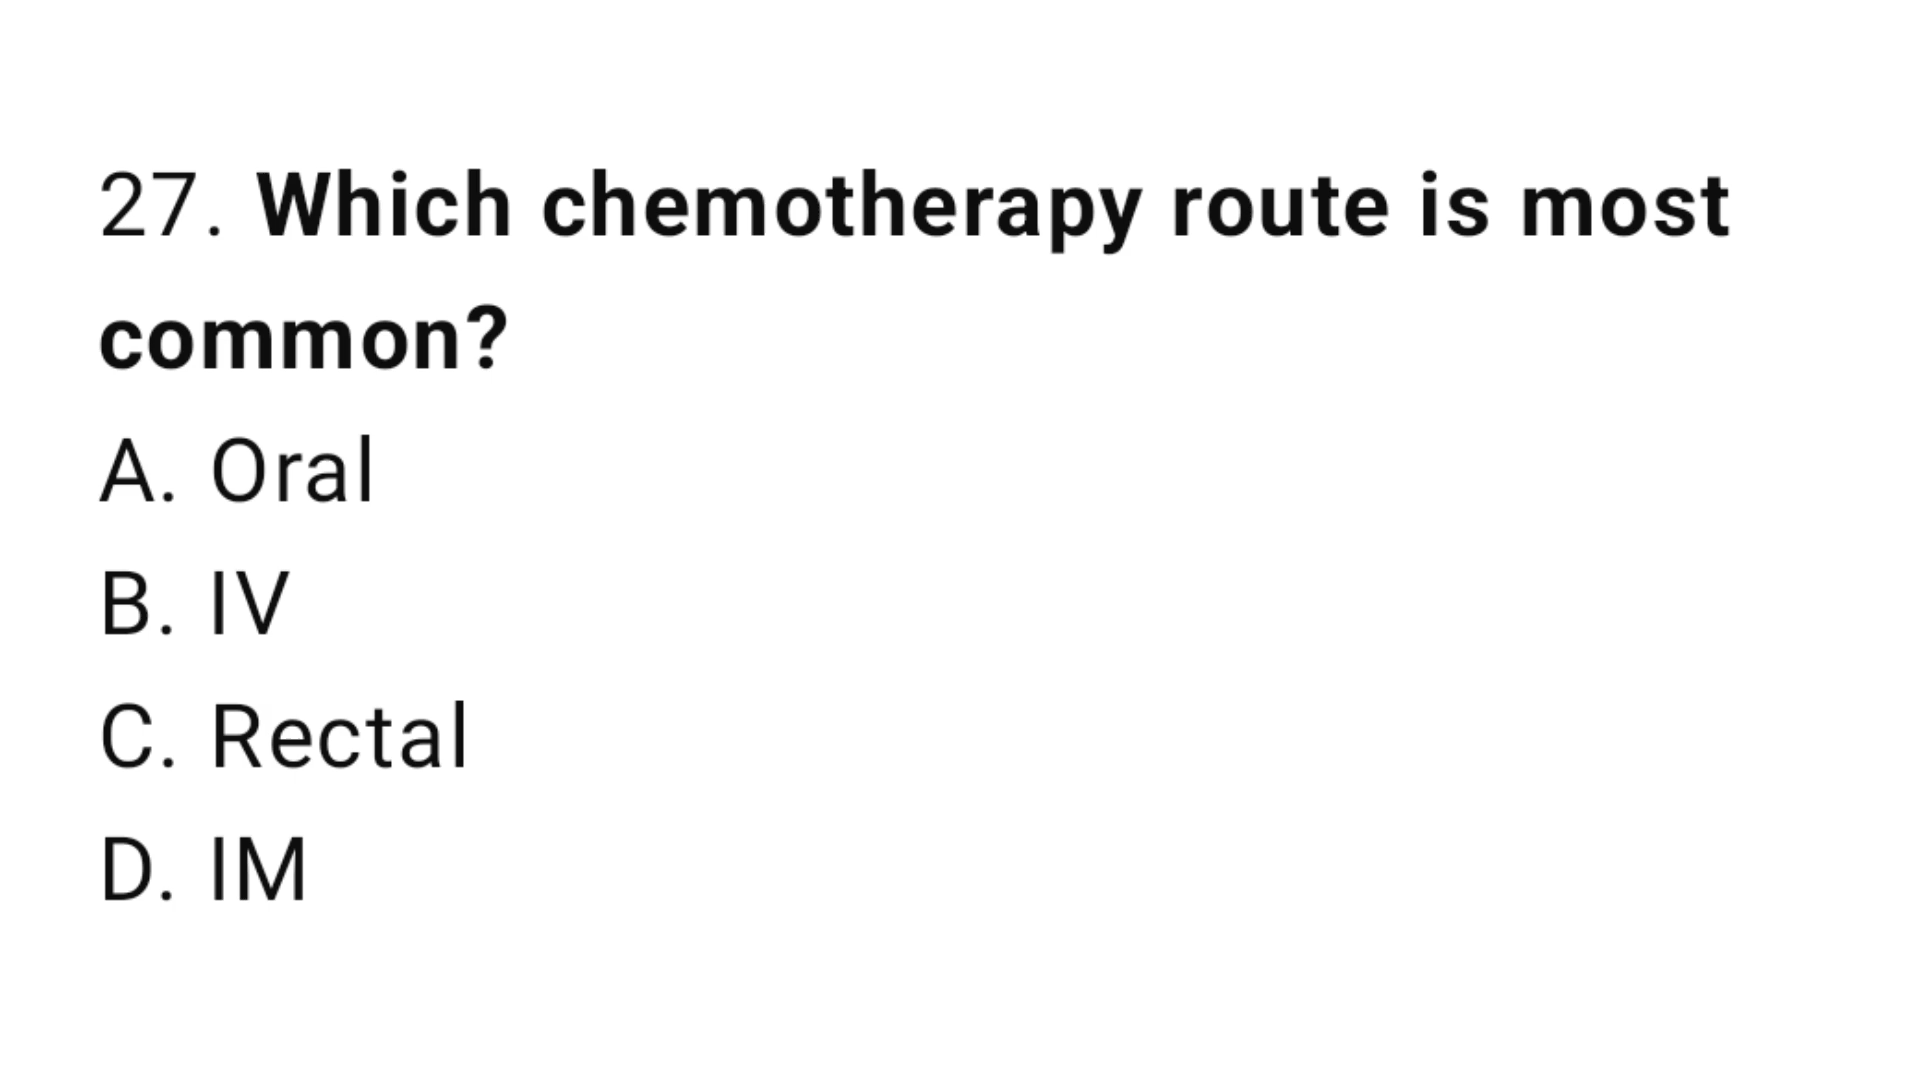 27. Which chemotherapy route is most
common?
A. Oral
B. IV
C. Rectal
D. IM